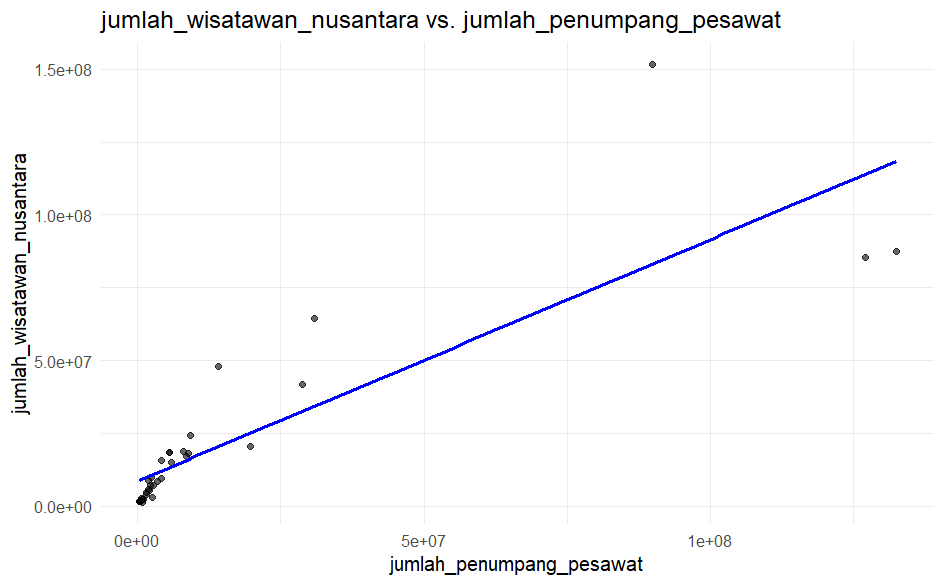 jumlah_wisatawan_nusantara vs. jumlah_penumpang_pesawat
jumlah_wisatawan_nusantara
1.5e+08
1.0e+08
5.0e+07
0.0e+00
0e+00
5e+07
1e+08
jumlah_penumpang_pesawat